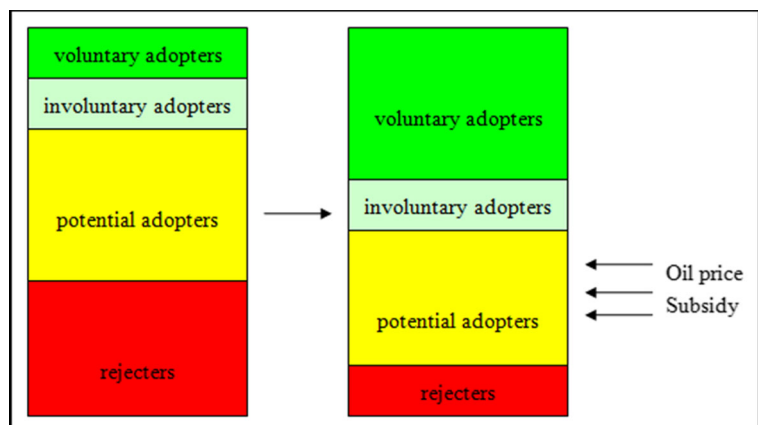 voluntary adopters
involuntary adopters
potential adopters
rejecters
voluntary adopters
involuntary adopters
potential adopters
rejecters
Oil price
Subsidy